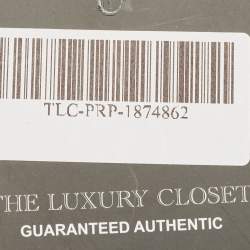 TLC-PRP-1874862
THE LUXURY CLOSET
GUARANTEED AUTHENTIC